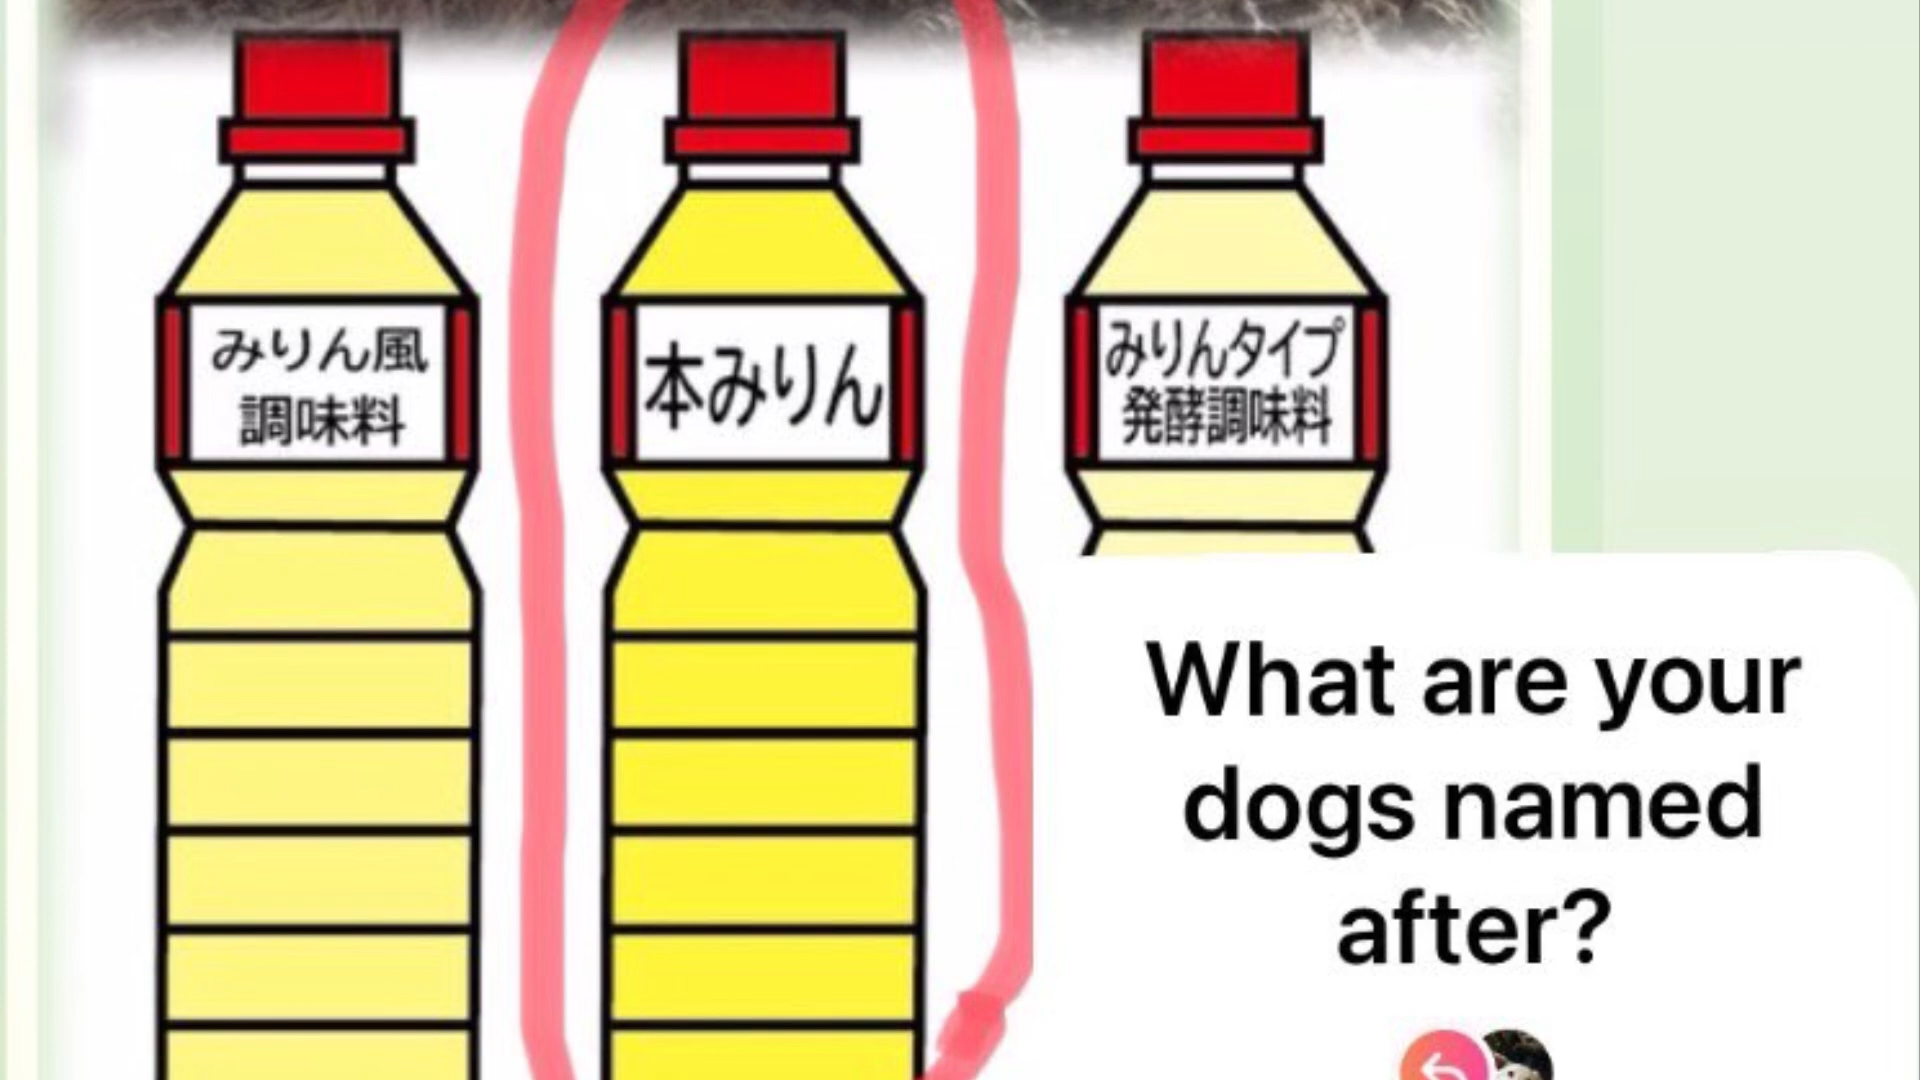 みりん風
調味料
本みりん
みりんタイプ
発酵調味料
What are your
dogs named
after?